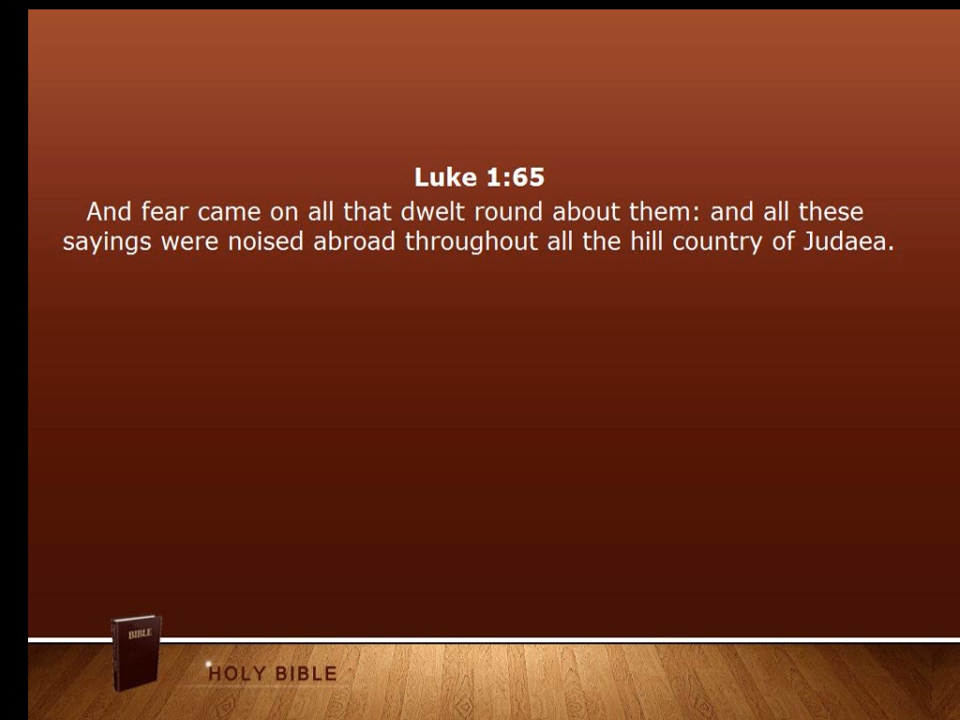 Luke 1:65
And fear came on all that dwelt round about them: and all these
sayings were noised abroad throughout all the hill country of Judaea.
BIBLE
HOLY BIBLE